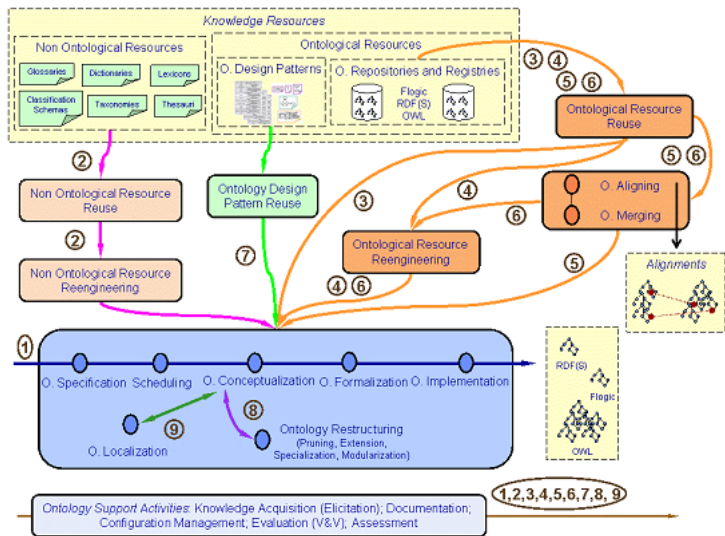 Knowledge Resources
Non Ontological Resources
Glossaries
Dictionaries
Lexicons
Classification
Schemas
Taxonomies
Thesauri
Ontological Resources
O. Design Patterns
O. Repositories and Registries
Flogic
RDF(S)
OWL
3 4
5 6
Ontological Resource
Reuse
5 6
2
Non Ontological Resource
Reuse
2
Non Ontological Resource
Reengineering
Ontology Design
Pattern Reuse
7
3
4
6
O. Aligning
O. Merging
Ontological Resource
Reengineering
4 6
5
Alignments
1
O. Specification
Scheduling
O. Conceptualization
O. Formalization
O. Implementation
9
8
O. Localization
Ontology Restructuring
(Pruning, Extension,
Specialization, Modularization)
RDF(S)
Flogic
OWL
Ontology Support Activities: Knowledge Acquisition (Elicitation); Documentation;
Configuration Management; Evaluation (V&V); Assessment
1,2,3,4,5,6,7,8, 9